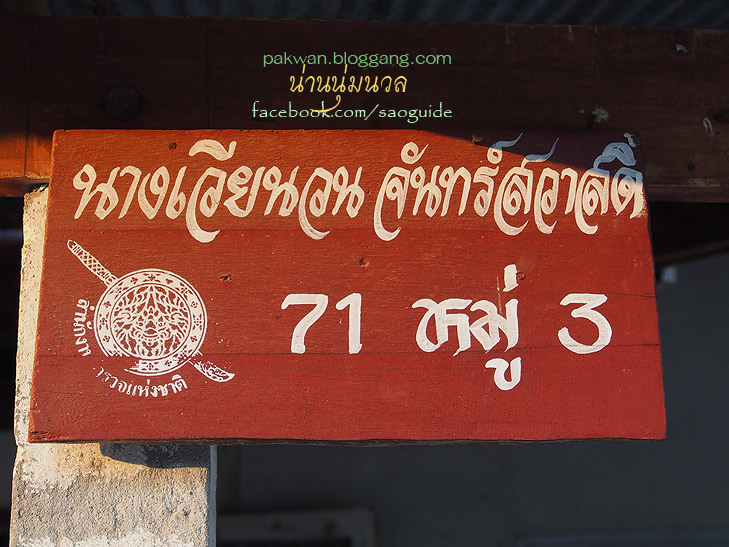 pakwan.bloggang.com
น่านนุ่มนวล
facebook.com/saoguide
นางเวียนวน จันทร์สวาสดิ์
71 หมู่ 3